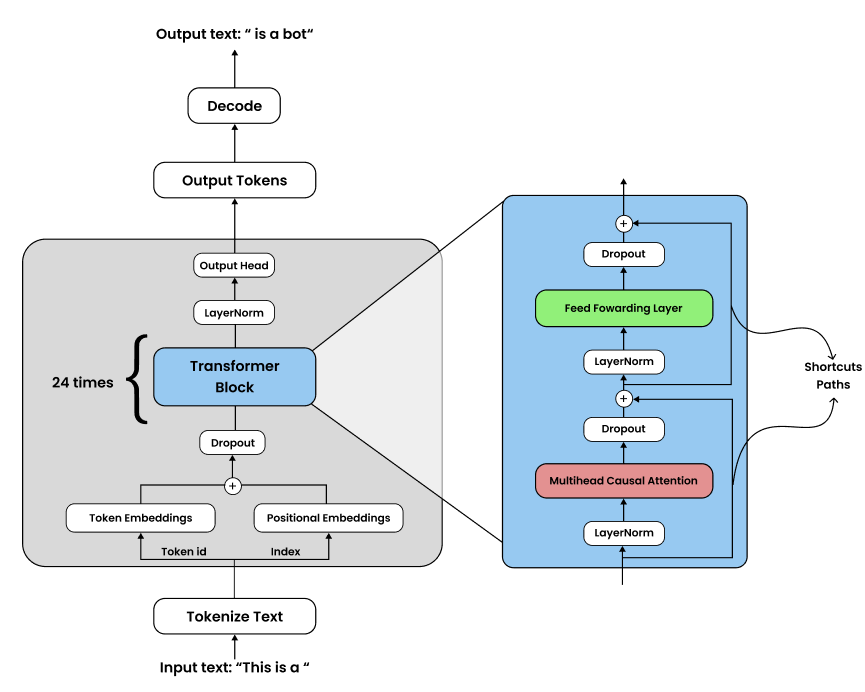 Output text: “ is a bot“
Decode
Output Tokens
Output Head
LayerNorm
24 times
Transformer
Block
Dropout
+
Token Embeddings
Positional Embeddings
Token id
Index
Tokenize Text
Input text: “This is a “
+
Dropout
Feed Fowarding Layer
LayerNorm
+
Dropout
Multihead Causal Attention
LayerNorm
Shortcuts
Paths